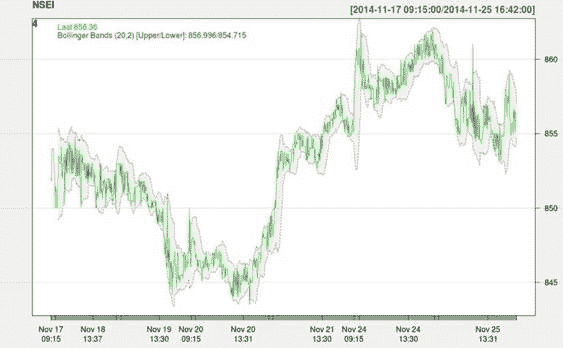 NSEI
[2014-11-17 09:15:00/2014-11-25 16:42:00]
4
Last 856.36
Bollinger Bands (20,2) [Upper/Lower]: 856.996/854.715
860
855
850
845
Nov 17 Nov 18 Nov 19 Nov 20 Nov 20 Nov 21 Nov 24 Nov 24 Nov 25
09:15 13:37 13:30 09:15 13:31 13:30 09:15 13:30 13:31